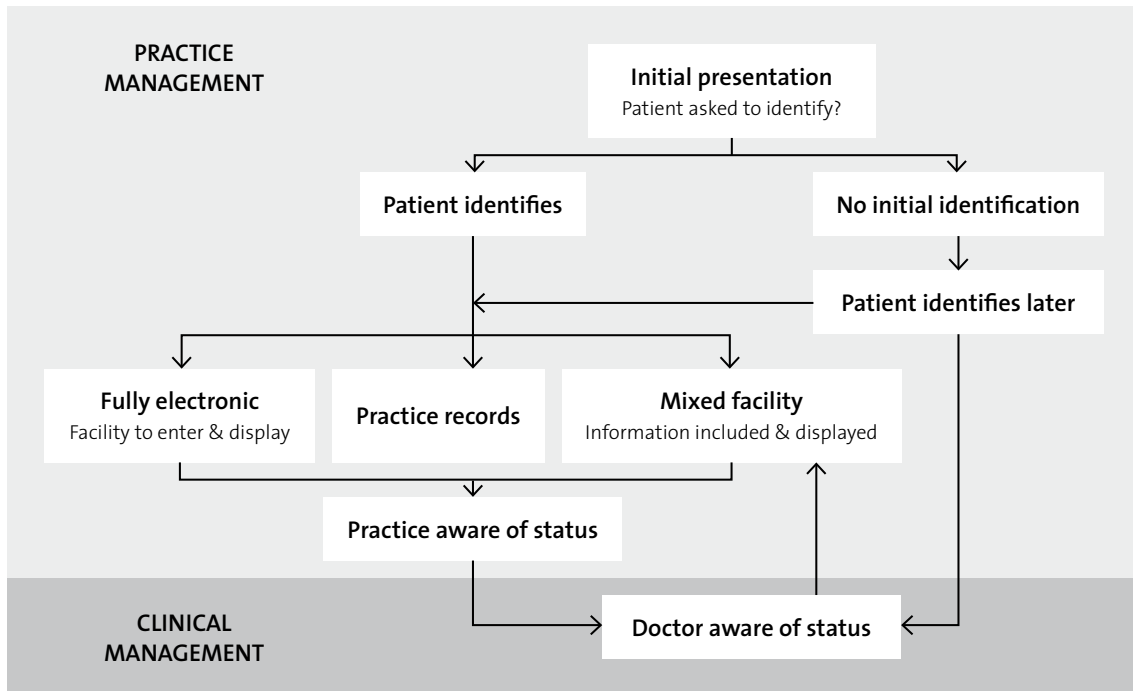 PRACTICE
MANAGEMENT
Initial presentation
Patient asked to identify?
Patient identifies
No initial identification
Patient identifies later
Fully electronic
Facility to enter & display
Practice records
Mixed facility
Information included & displayed
Practice aware of status
CLINICAL
MANAGEMENT
Doctor aware of status